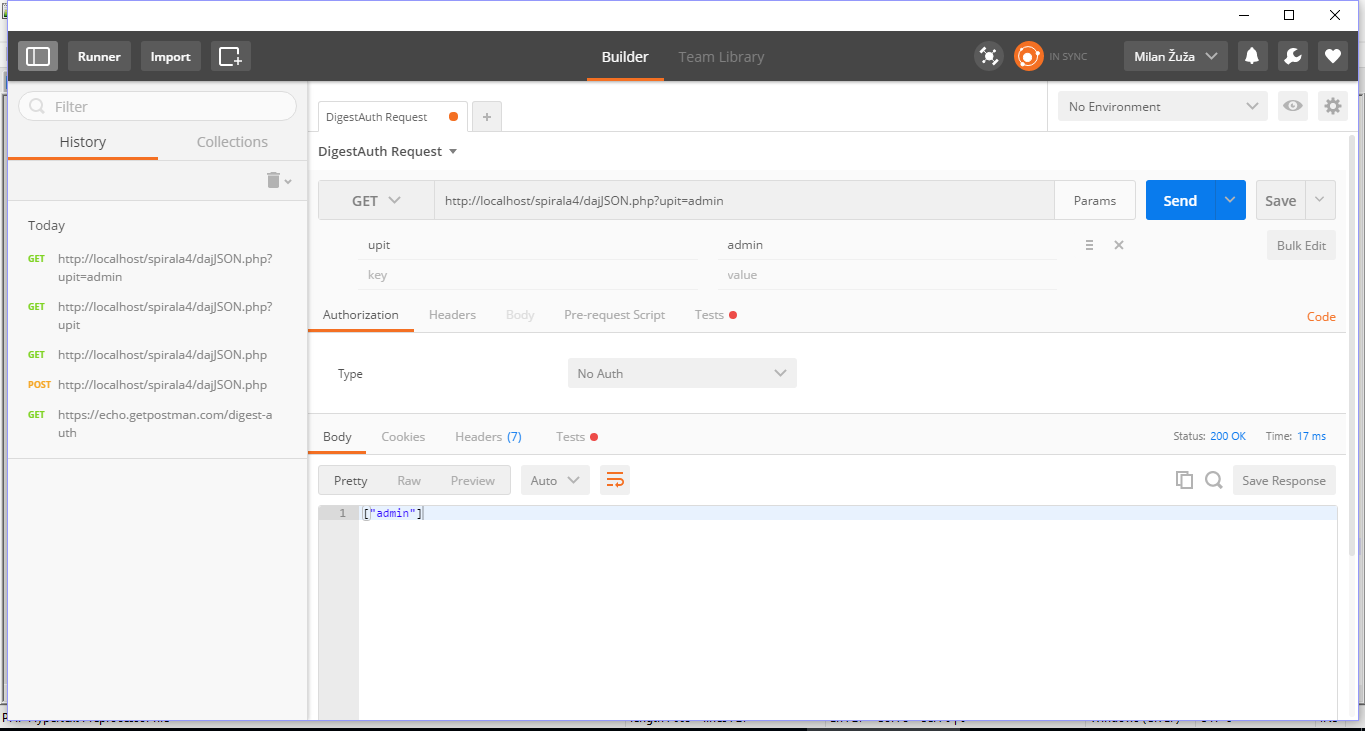 Runner Import Builder Team Library IN SYNC Milan Žuža
Filter
History Collections
Today
GET http://localhost/spirala4/dajJSON.php?
upit=admin
GET http://localhost/spirala4/dajJSON.php?
upit
GET http://localhost/spirala4/dajJSON.php
POST http://localhost/spirala4/dajJSON.php
GET https://echo.getpostman.com/digest-a
uth
DigestAuth Request + No Environment
DigestAuth Request
GET http://localhost/spirala4/dajJSON.php?upit=admin Params Send Save
upit admin Bulk Edit
key value
Authorization Headers Body Pre-request Script Tests Code
Type No Auth
Body Cookies Headers (7) Tests Status: 200 OK Time: 17 ms
Pretty Raw Preview Auto Save Response
1 ["admin"]